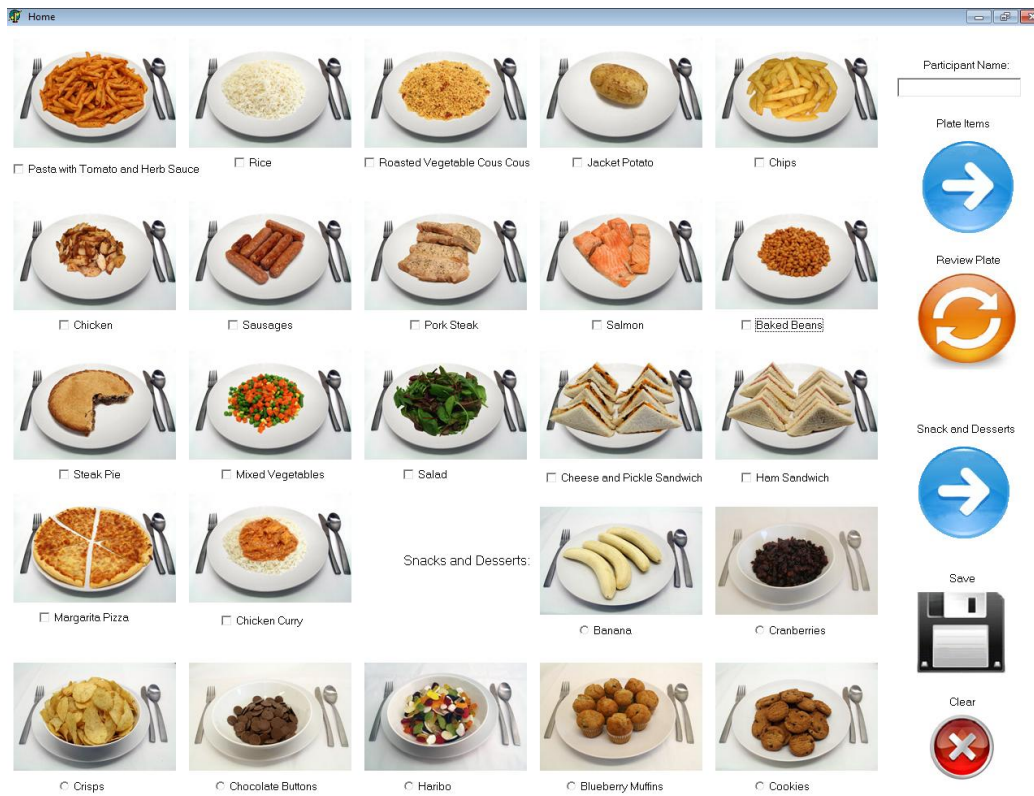 Home
Participant Name:
Plate Items
Pasta with Tomato and Herb Sauce
Rice
Roasted Vegetable Cous Cous
Jacket Potato
Chips
Review Plate
Chicken
Sausages
Pork Steak
Salmon
Baked Beans
Snack and Desserts
Steak Pie
Mixed Vegetables
Salad
Cheese and Pickle Sandwich
Ham Sandwich
Snacks and Desserts:
Save
Margarita Pizza
Chicken Curry
Banana
Cranberries
Clear
Crisps
Chocolate Buttons
Haribo
Blueberry Muffins
Cookies